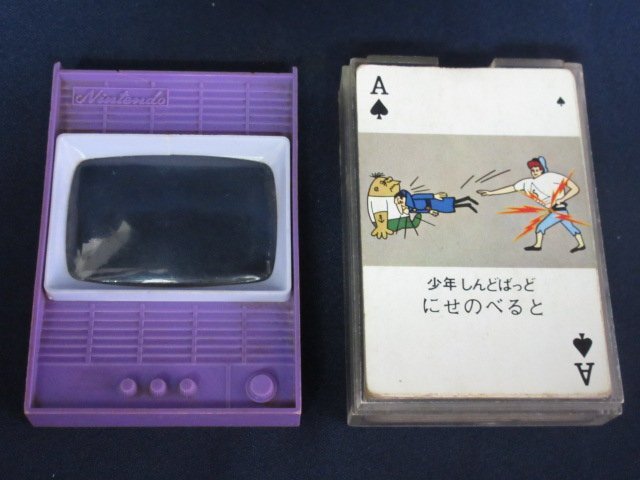 Nintendo
A
少年しんどばっど
にせのべると
A